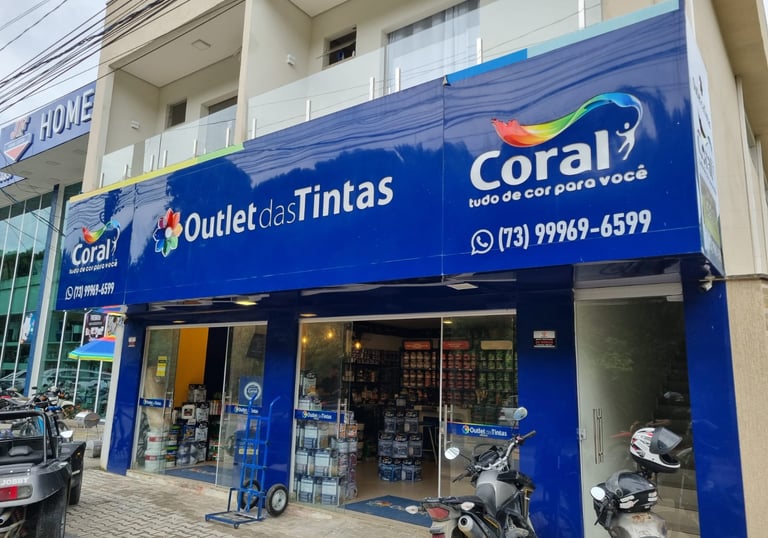 HOME
Coral
tudo de cor para você
(73) 99969-6599
Outlet das Tintas
Coral
tudo de cor para você
(73) 99969-6599
Outlet das Tintas
Outlet das Tintas
JOBBY